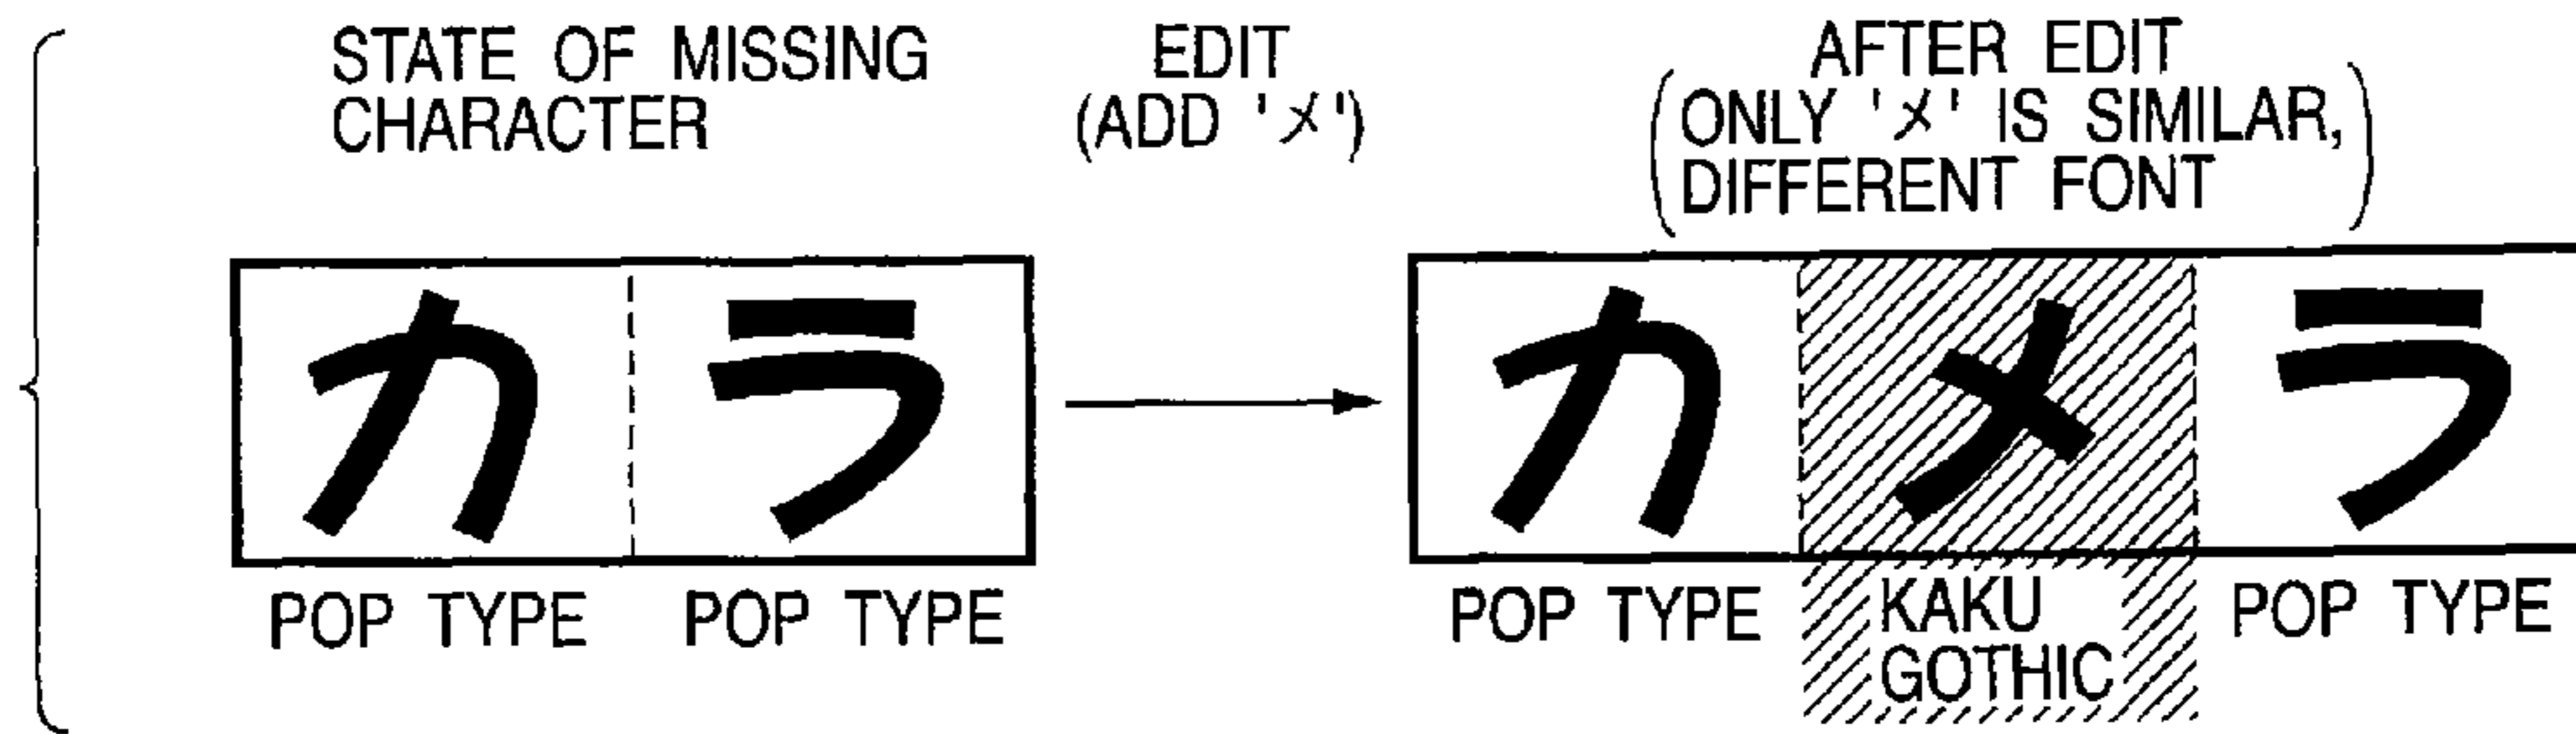 STATE OF MISSING
CHARACTER
EDIT
(ADD 'メ')
AFTER EDIT
(ONLY 'メ' IS SIMILAR,
DIFFERENT FONT)
カ ラ
POP TYPE POP TYPE
カ メ ラ
POP TYPE KAKU
GOTHIC POP TYPE